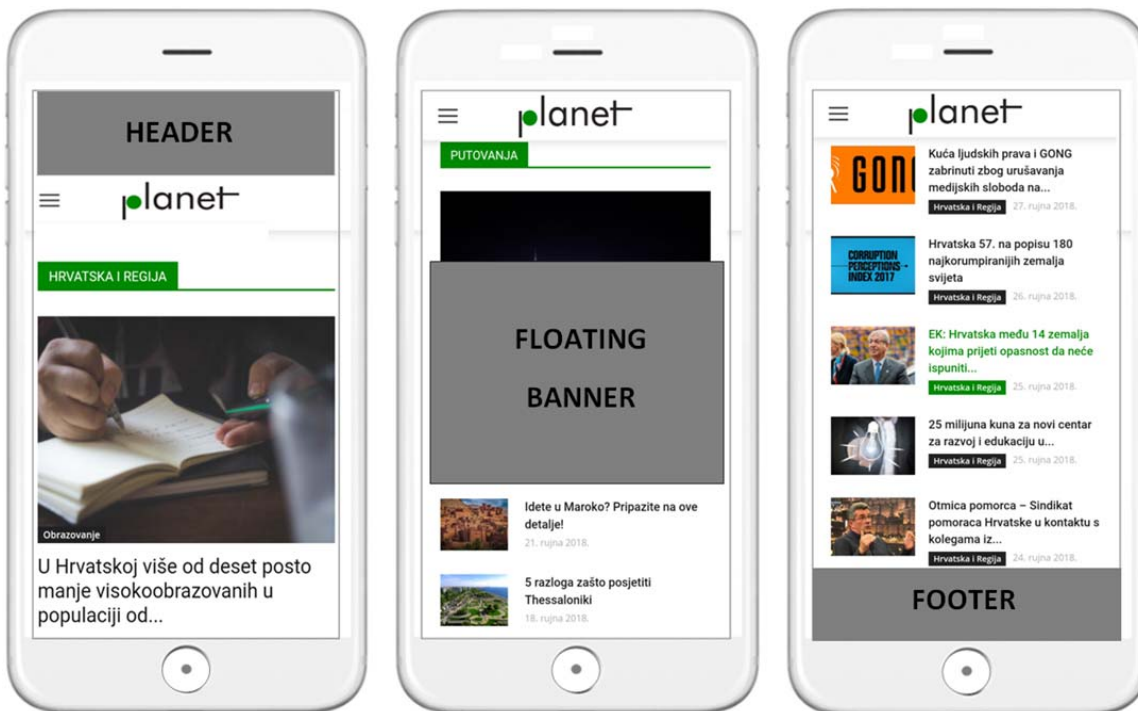 HEADER
planet
HRVATSKA I REGIJA
Obrazovanje
U Hrvatskoj više od deset posto
manje visokoobrazovanih u
populaciji od...
planet
PUTOVANJA
FLOATING
BANNER
Idete u Maroko? Pripazite na ove
detalje!
21. rujna 2018.
5 razloga zašto posjetiti
Thessaloniki
18. rujna 2018.
planet
GONG
Kuća ljudskih prava i GONG
zabrinuti zbog urušavanja
medijskih sloboda na...
Hrvatska i Regija 27. rujna 2018.
CORRUPTION
PERCEPTIONS
INDEX 2017
Hrvatska 57. na popisu 180
najkorumpiranijih zemalja
svijeta
Hrvatska i Regija 26. rujna 2018.
EK: Hrvatska među 14 zemalja
kojima prijeti opasnost da neće
ispuniti...
Hrvatska i Regija 25. rujna 2018.
25 milijuna kuna za novi centar
za razvoj i edukaciju u...
Hrvatska i Regija 25. rujna 2018.
Otmica pomorca – Sindikat
pomoraca Hrvatske u kontaktu s
kolegama iz...
Hrvatska i Regija 24. rujna 2018.
FOOTER